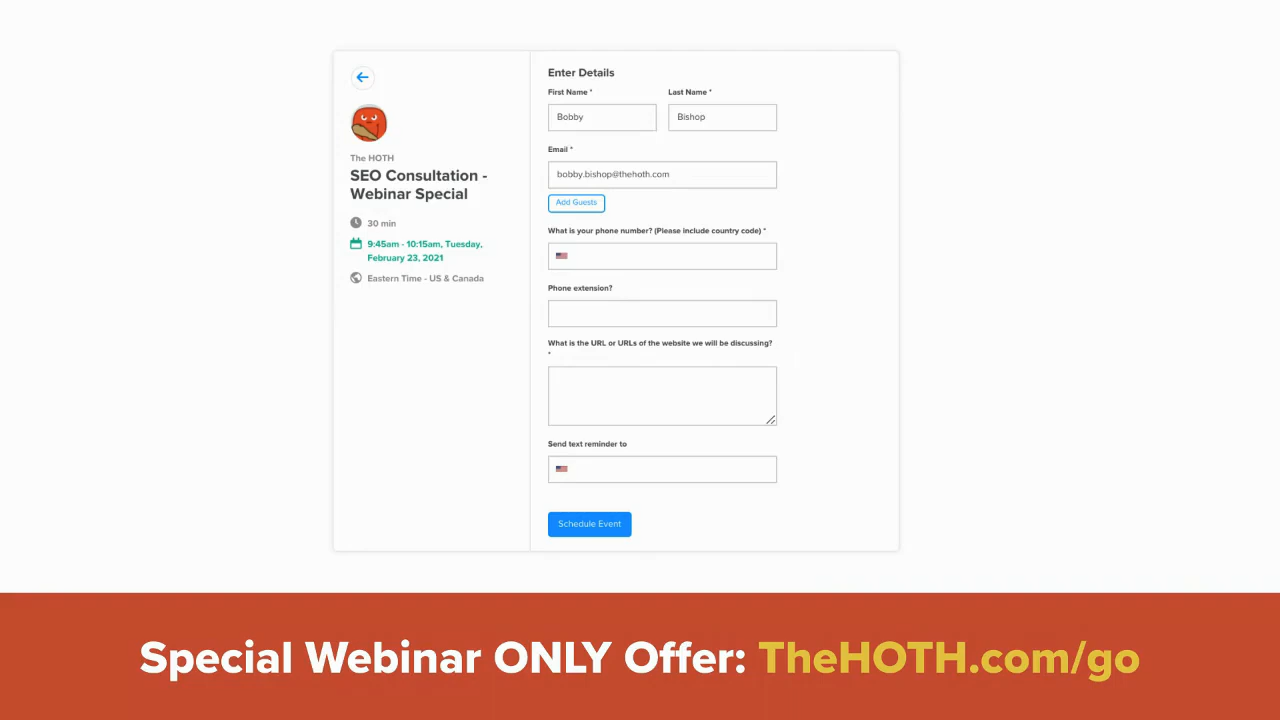 The HOTH
SEO Consultation -
Webinar Special
30 min
9:45am - 10:15am, Tuesday,
February 23, 2021
Eastern Time - US & Canada
Enter Details
First Name *
Last Name *
Bobby
Bishop
Email *
bobby.bishop@thehoth.com
Add Guests
What is your phone number? (Please include country code) *
Phone extension?
What is the URL or URLs of the website we will be discussing?
*
Send text reminder to
Schedule Event
Special Webinar ONLY Offer: TheHOTH.com/go